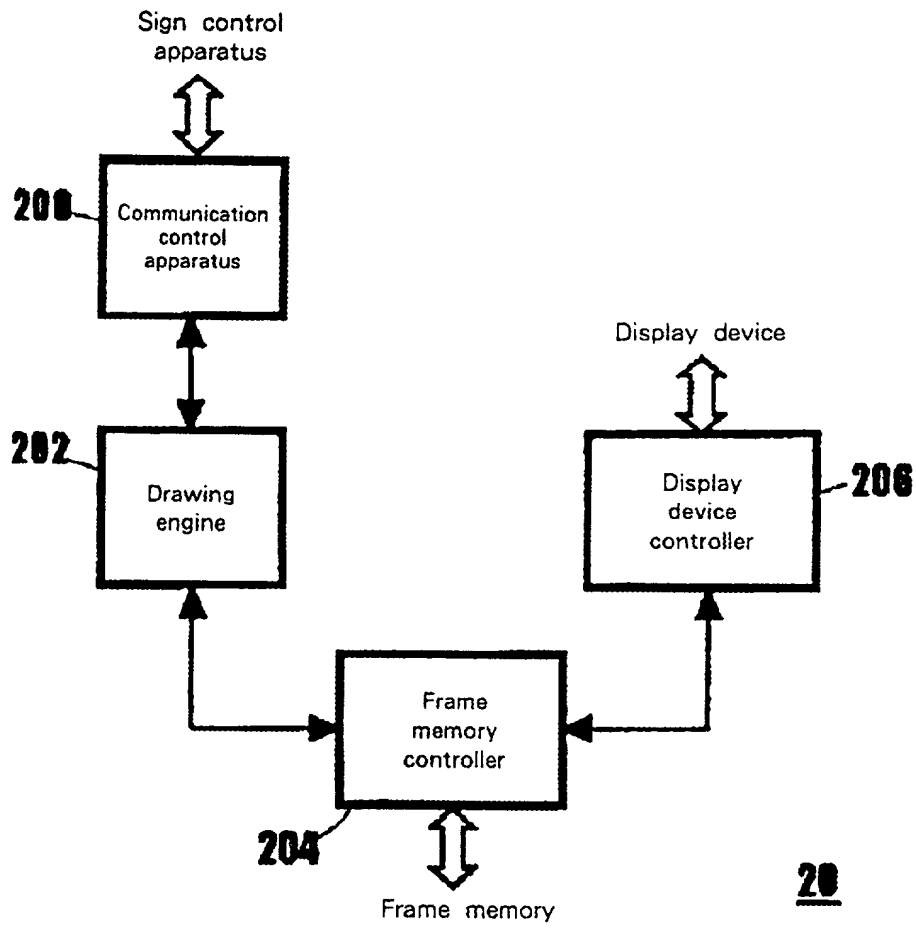 Sign control
apparatus
200
Communication
control
apparatus
202
Drawing
engine
Display device
206
Display
device
controller
Frame
memory
controller
204
Frame memory
20